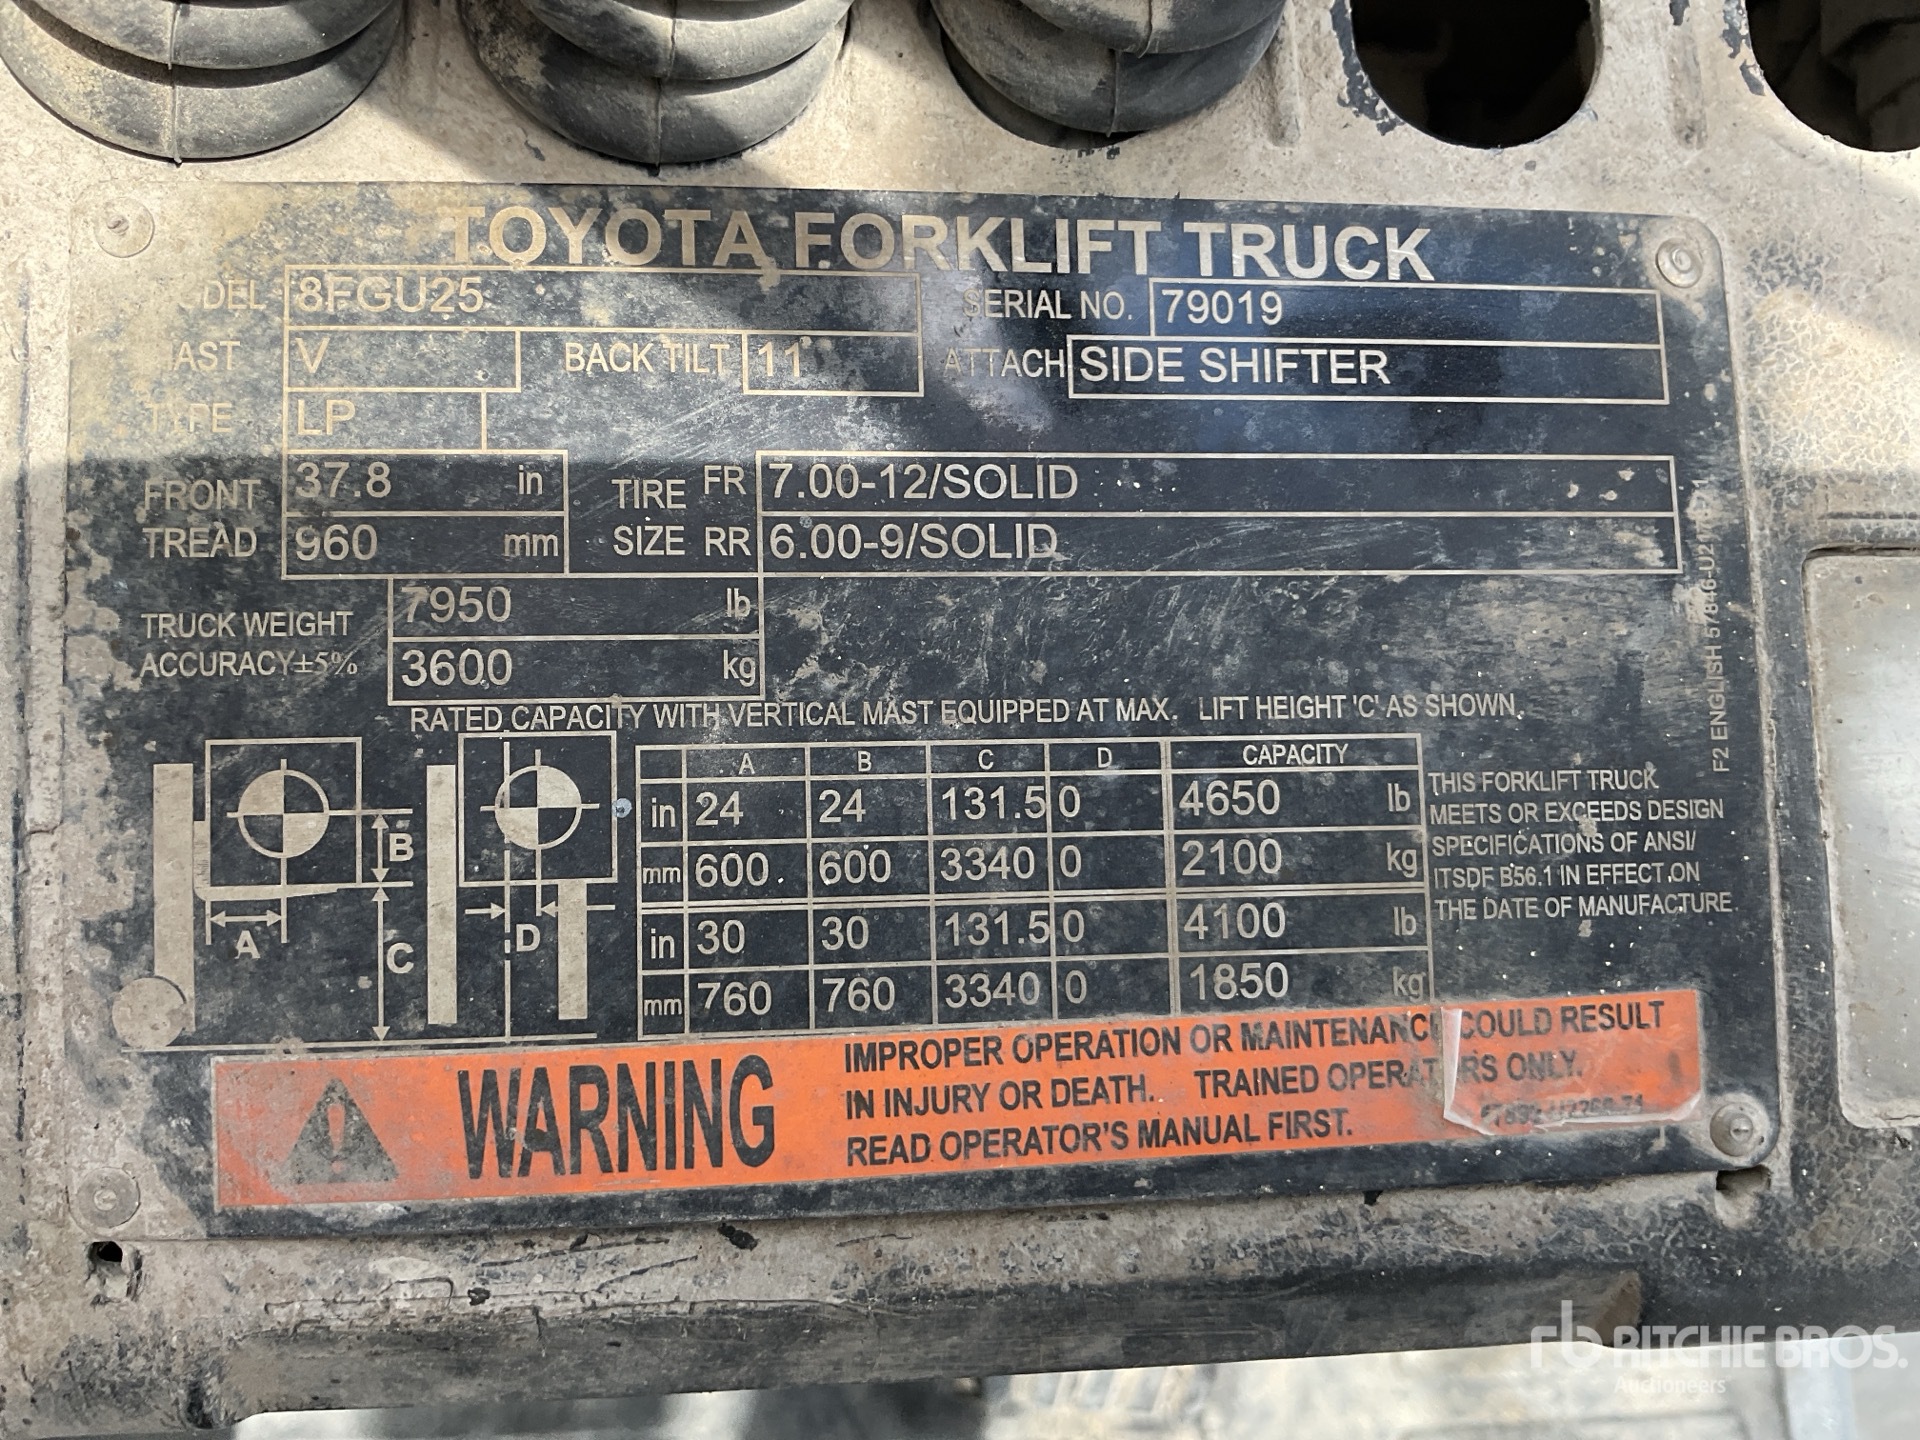 TOYOTA FORKLIFT TRUCK
MODEL 8FGU25 SERIAL NO. 79019
MAST V BACK TILT 11 ATTACH SIDE SHIFTER
TYPE LP
FRONT TREAD 37.8 in TIRE SIZE FR 7.00-12/SOLID
960 mm RR 6.00-9/SOLID
TRUCK WEIGHT 7950 lb
ACCURACY±5% 3600 kg
RATED CAPACITY WITH VERTICAL MAST EQUIPPED AT MAX. LIFT HEIGHT 'C' AS SHOWN.
A B C D CAPACITY
in 24 24 131.5 0 4650 lb
mm 600 600 3340 0 2100 kg
in 30 30 131.5 0 4100 lb
mm 760 760 3340 0 1850 kg
A B C D
THIS FORKLIFT TRUCK
MEETS OR EXCEEDS DESIGN
SPECIFICATIONS OF ANSI/
ITSDF B56.1 IN EFFECT ON
THE DATE OF MANUFACTURE.
F2 ENGLISH
WARNING
IMPROPER OPERATION OR MAINTENANCE COULD RESULT
IN INJURY OR DEATH. TRAINED OPERATORS ONLY.
READ OPERATOR'S MANUAL FIRST.
rb RITCHIE BROS.
Auctioneers